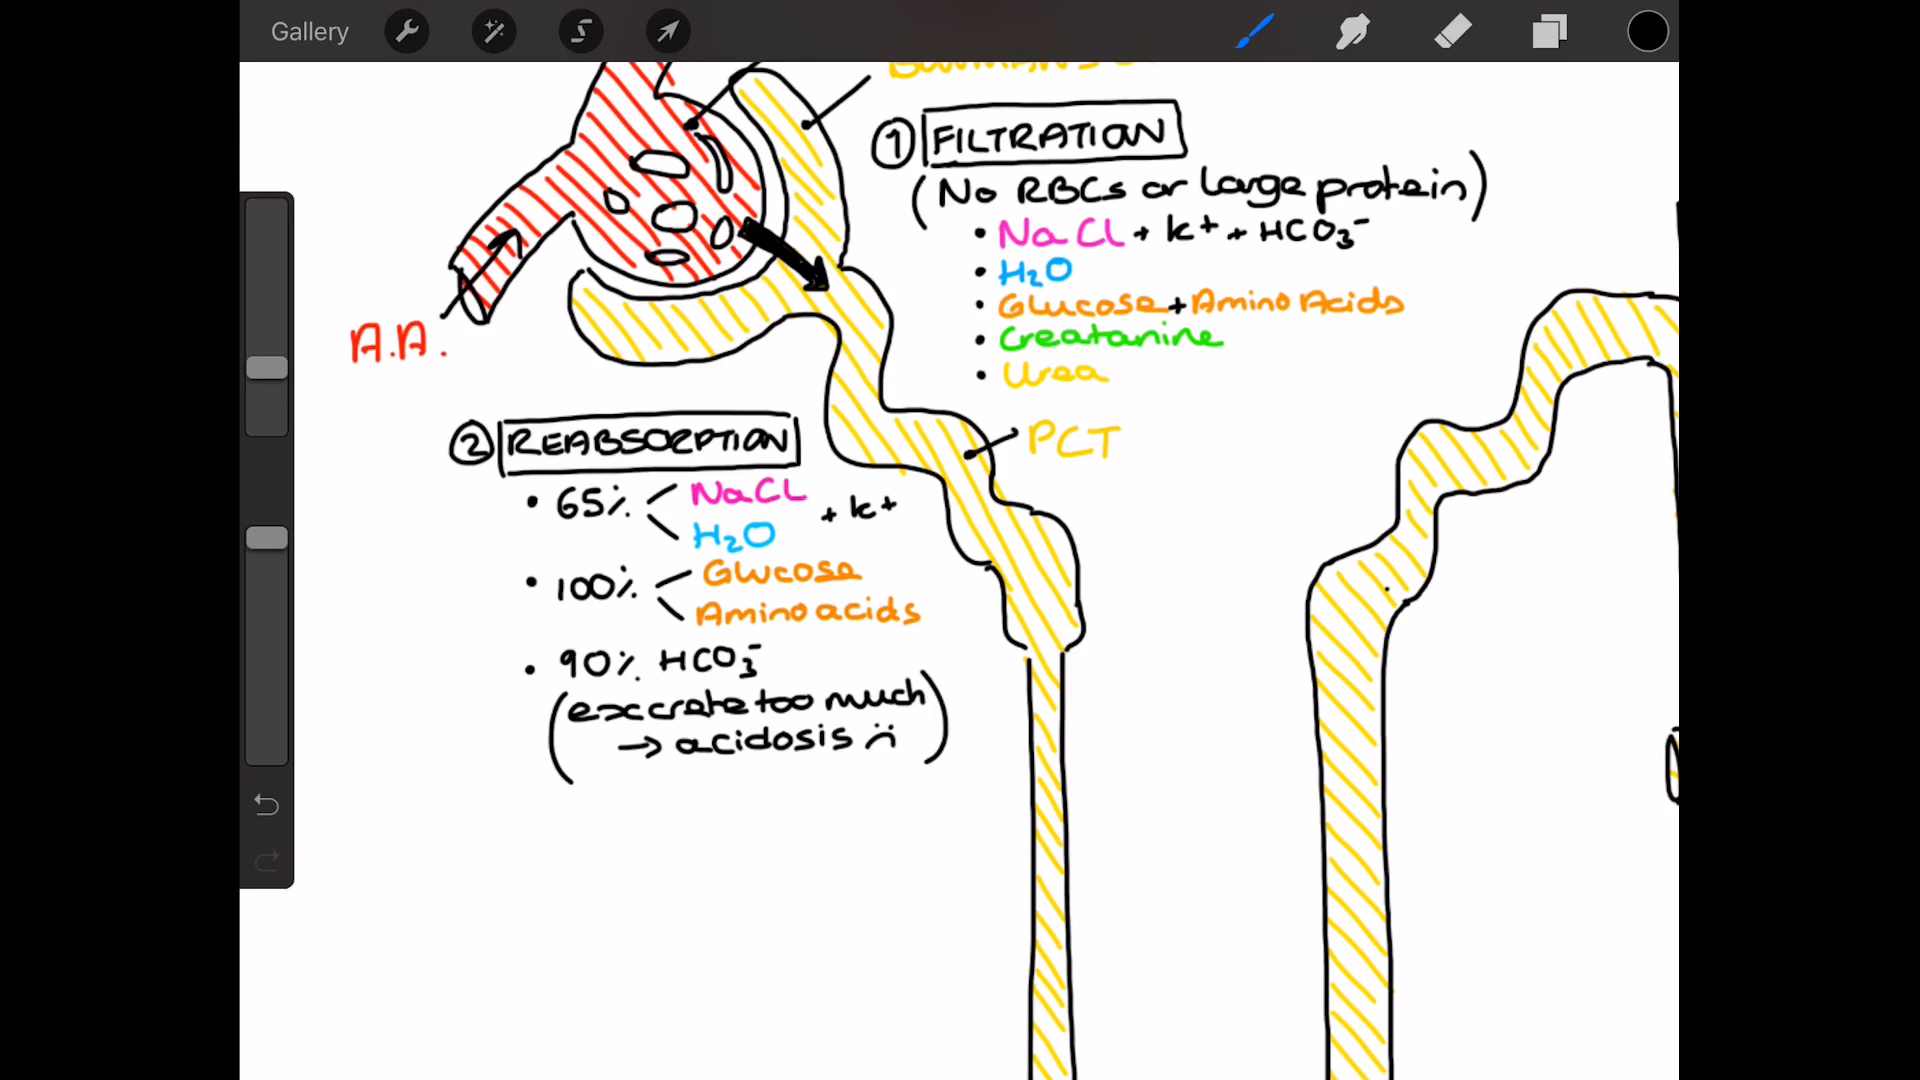 Gallery
① FILTRATION
(No RBCs or large protein)
• NaCl + K+ + HCO3-
• H2O
• Glucose + Amino Acids
• Creatanine
• Urea
A.A.
PCT
② REABSORPTION
• 65% < NaCl
H2O + K+
• 100% < Glucose
Amino acids
• 90% HCO3-
(exccrete too much
→ acidosis :()